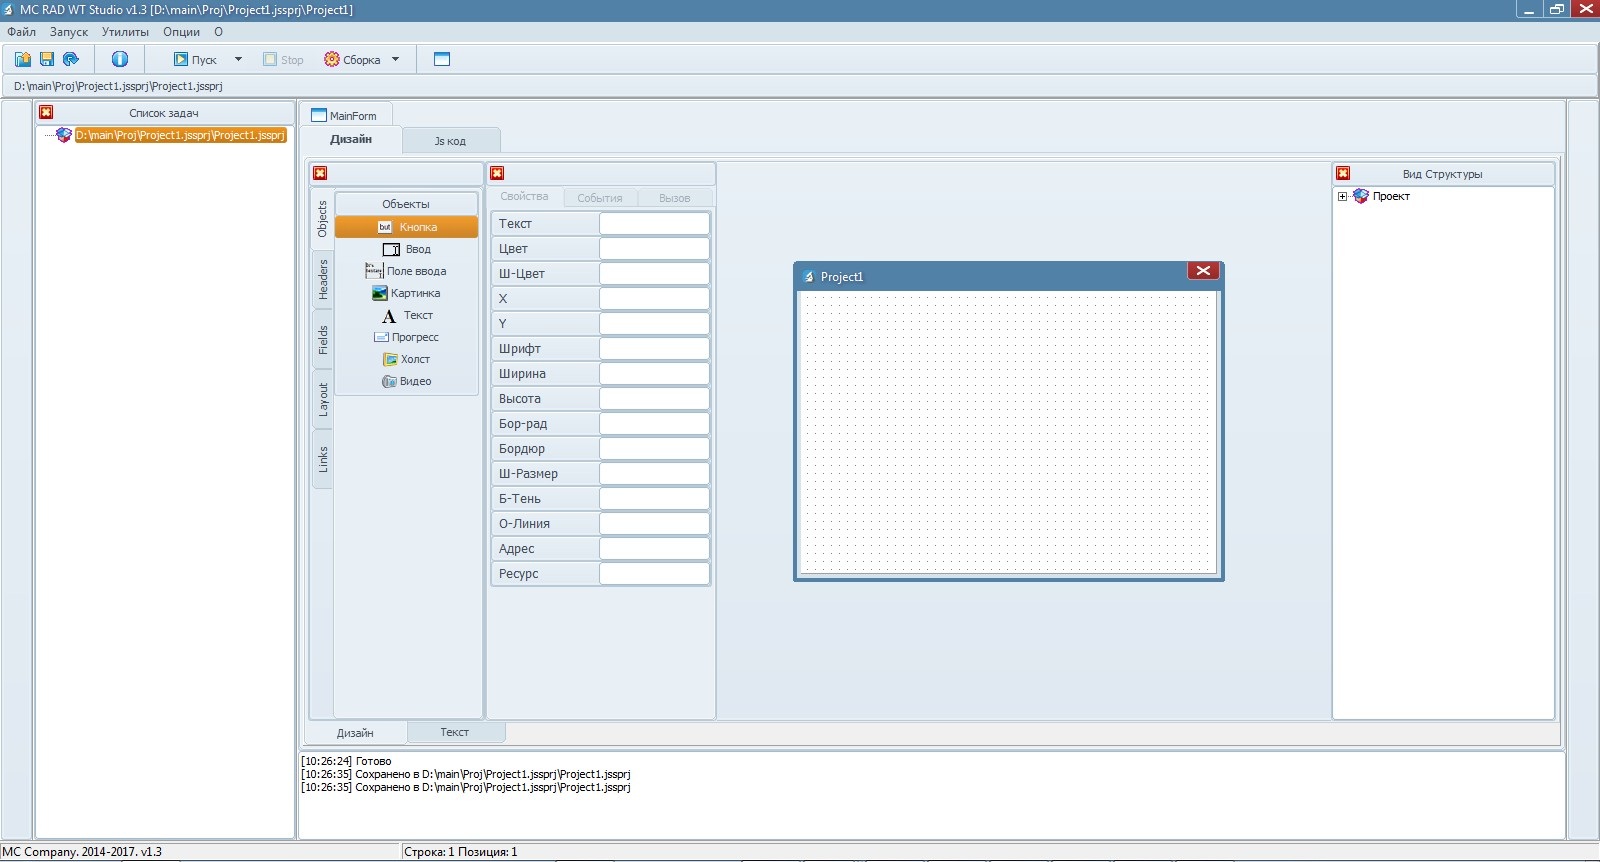 MC RAD WT Studio v1.3 [D:\main\Proj\Project1.jssprj\Project1]
Файл Запуск Утилиты Опции О
Пуск Stop Сборка
D:\main\Proj\Project1.jssprj\Project1.jssprj
Список задач
D:\main\Proj\Project1.jssprj\Project1.jssprj
MainForm
Дизайн Js код
Objects
Headers
Fields
Layout
Links
Объекты
but Кнопка
Ввод
Поле ввода
Картинка
A Текст
Прогресс
Холст
Видео
Свойства События Вызов
Текст
Цвет
Ш-Цвет
X
Y
Шрифт
Ширина
Высота
Бор-рад
Бордюр
Ш-Размер
Б-Тень
О-Линия
Адрес
Ресурс
Project1
Вид Структуры
Проект
Дизайн Текст
[10:26:24] Готово
[10:26:35] Сохранено в D:\main\Proj\Project1.jssprj\Project1.jssprj
[10:26:35] Сохранено в D:\main\Proj\Project1.jssprj\Project1.jssprj
MC Company. 2014-2017. v1.3 Строка: 1 Позиция: 1